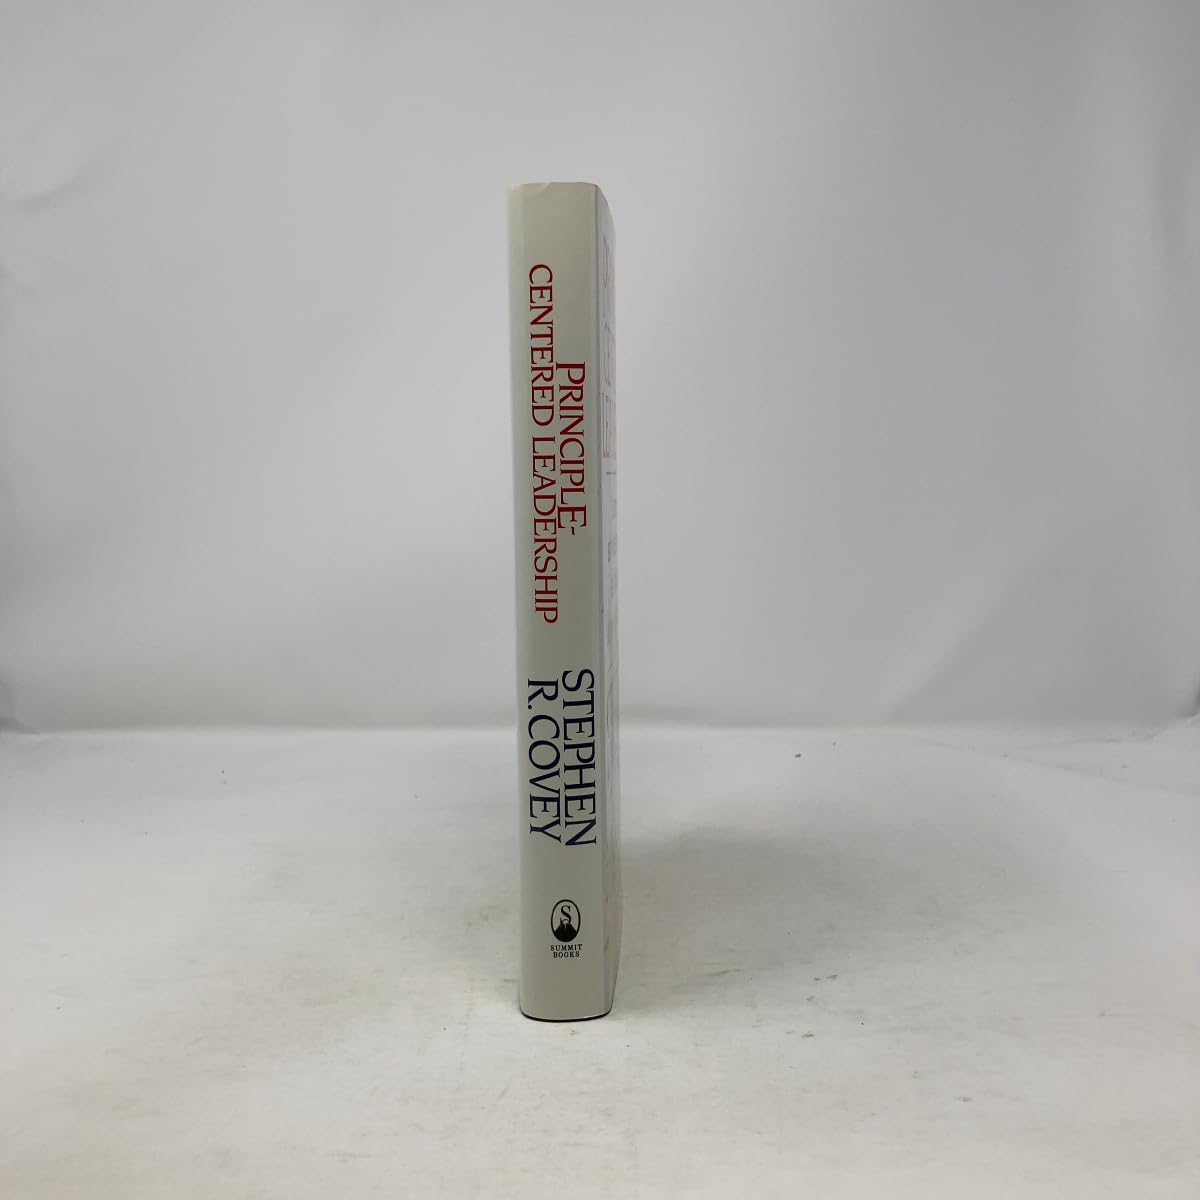 PRINCIPLE-
CENTERED LEADERSHIP
STEPHEN
R. COVEY
S
SUMMIT
BOOKS